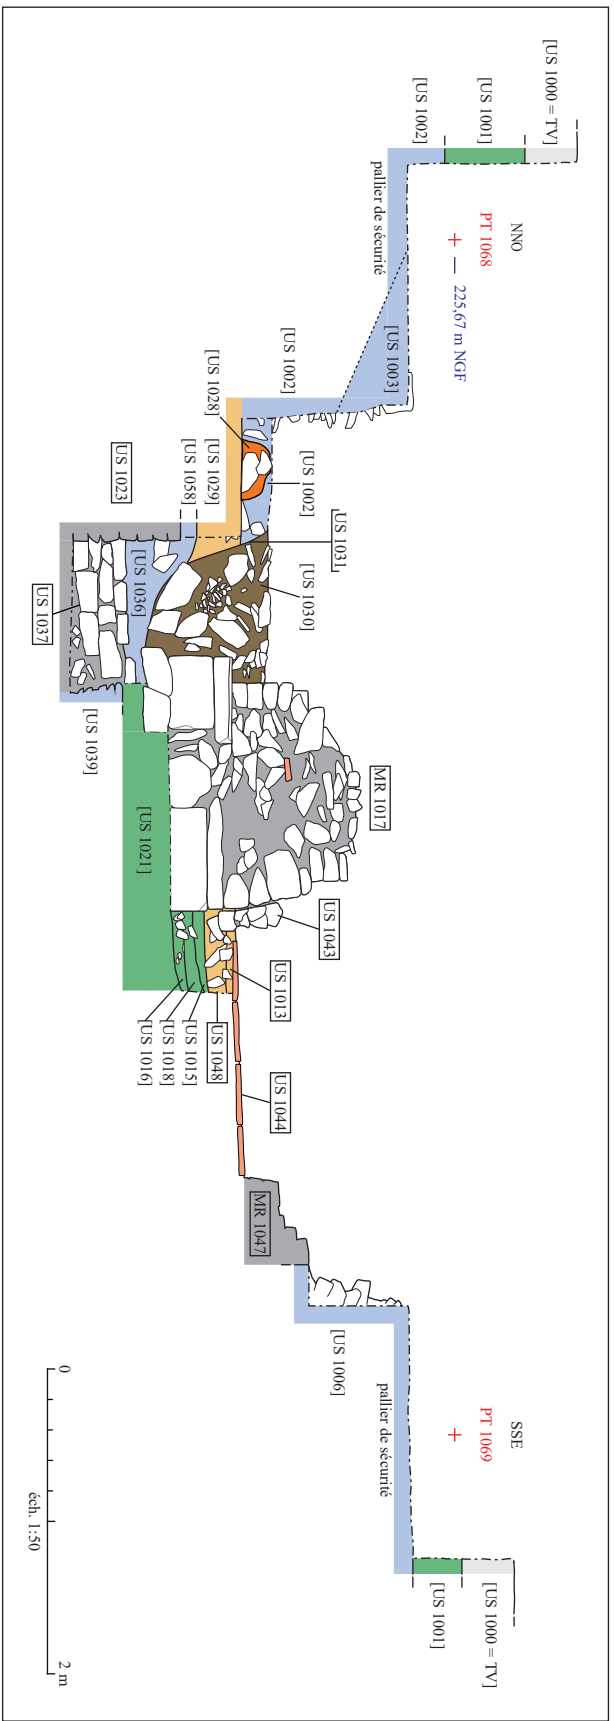 [US 1000 = TV]
[US 1001]
[US 1002]
NNO
PT 1068
225,67 m NGF
pallier de sécurité
[US 1003]
[US 1002]
[US 1028]
[US 1002]
[US 1029]
[US 1058]
US 1023
US 1031
[US 1030]
[US 1036]
US 1037
[US 1039]
MR 1017
[US 1021]
US 1043
US 1013
US 1048
[US 1015]
[US 1018]
[US 1016]
US 1044
MR 1047
[US 1006]
SSE
PT 1069
pallier de sécurité
[US 1000 = TV]
[US 1001]
0
2 m
éch. 1:50